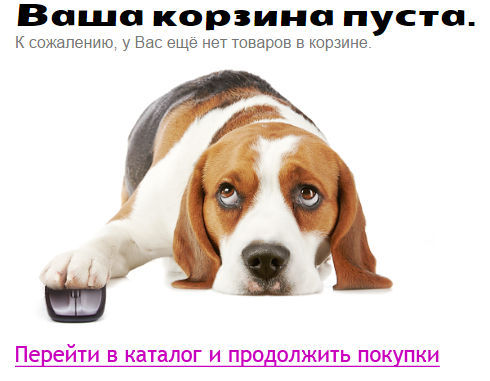 Ваша корзина пуста.
К сожалению, у Вас ещё нет товаров в корзине.
Перейти в каталог и продолжить покупки